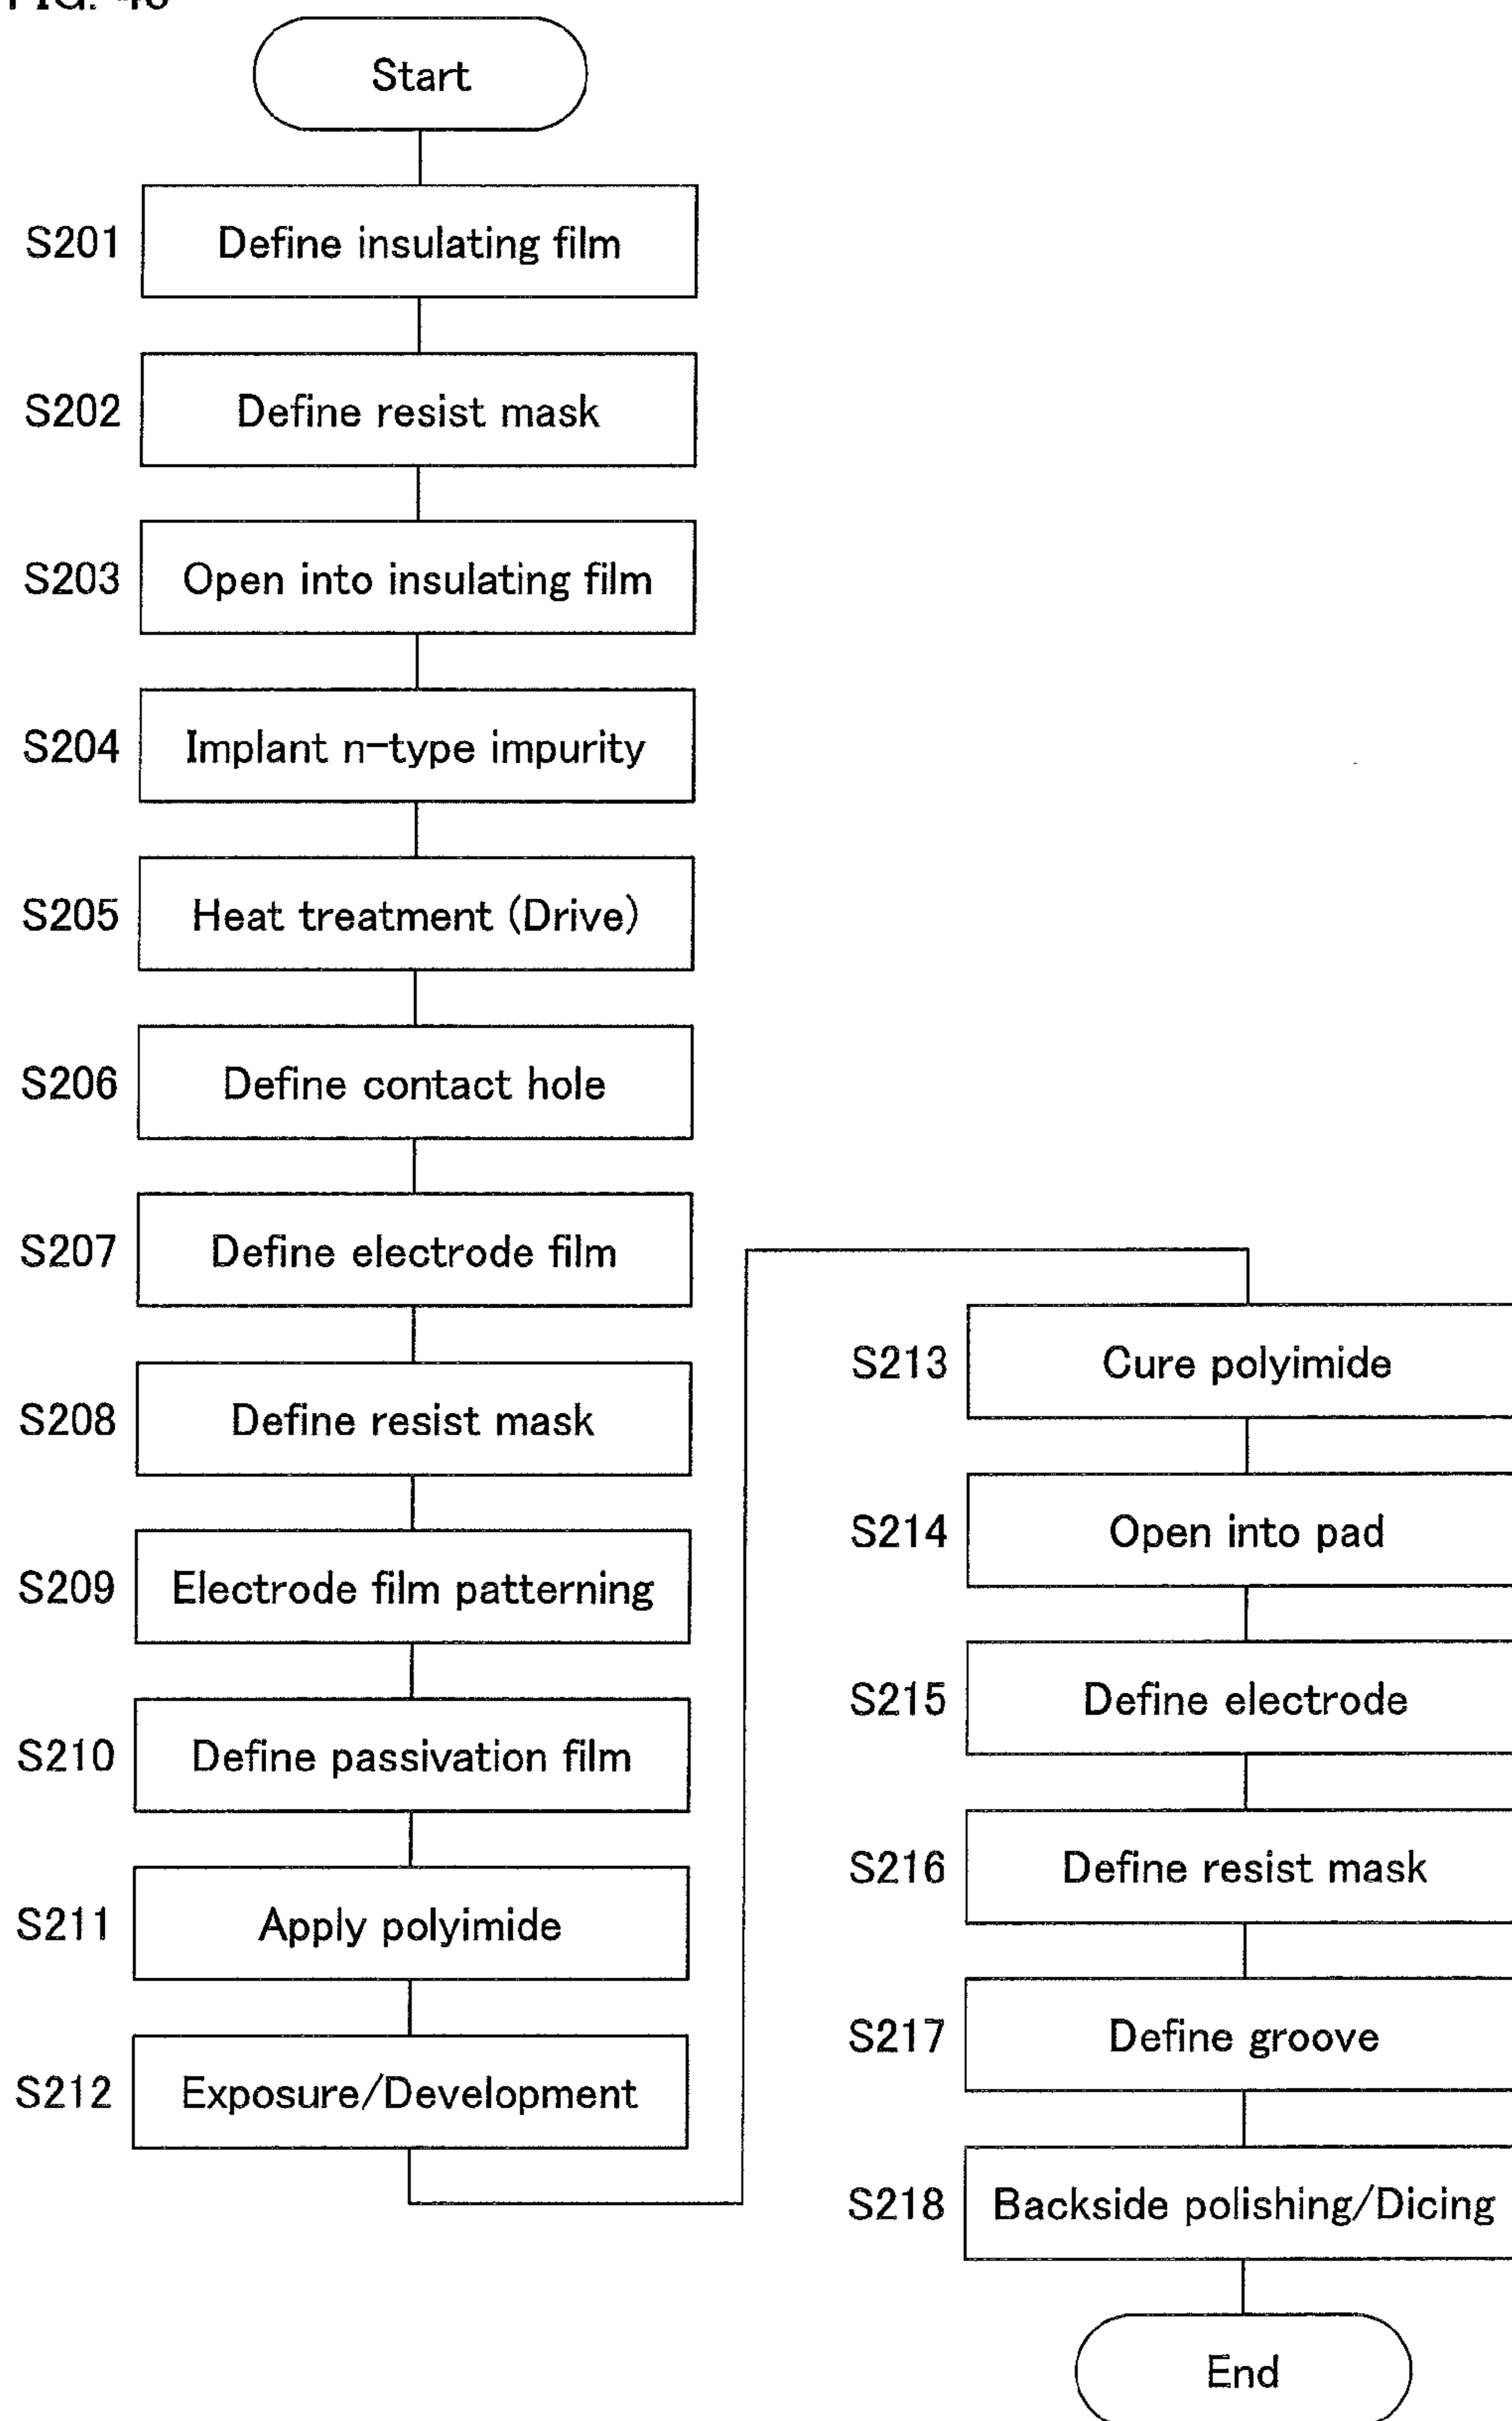 Start
S201 Define insulating film
S202 Define resist mask
S203 Open into insulating film
S204 Implant n-type impurity
S205 Heat treatment (Drive)
S206 Define contact hole
S207 Define electrode film
S208 Define resist mask
S209 Electrode film patterning
S210 Define passivation film
S211 Apply polyimide
S212 Exposure/Development
S213 Cure polyimide
S214 Open into pad
S215 Define electrode
S216 Define resist mask
S217 Define groove
S218 Backside polishing/Dicing
End